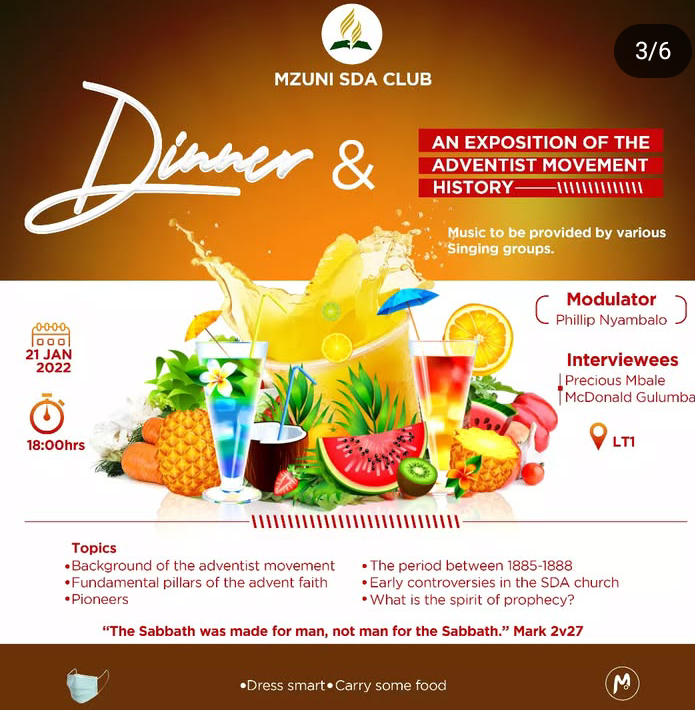 3/6
MZUNI SDA CLUB
Dinner &
AN EXPOSITION OF THE
ADVENTIST MOVEMENT
HISTORY
Music to be provided by various
Singing groups.
Modulator
Phillip Nyambalo
21 JAN
2022
Interviewees
Precious Mbale
McDonald Gulumba
18:00hrs
LT1
Topics
•Background of the adventist movement
•Fundamental pillars of the advent faith
•Pioneers
•The period between 1885-1888
•Early controversies in the SDA church
•What is the spirit of prophecy?
“The Sabbath was made for man, not man for the Sabbath.” Mark 2v27
•Dress smart•Carry some food
M